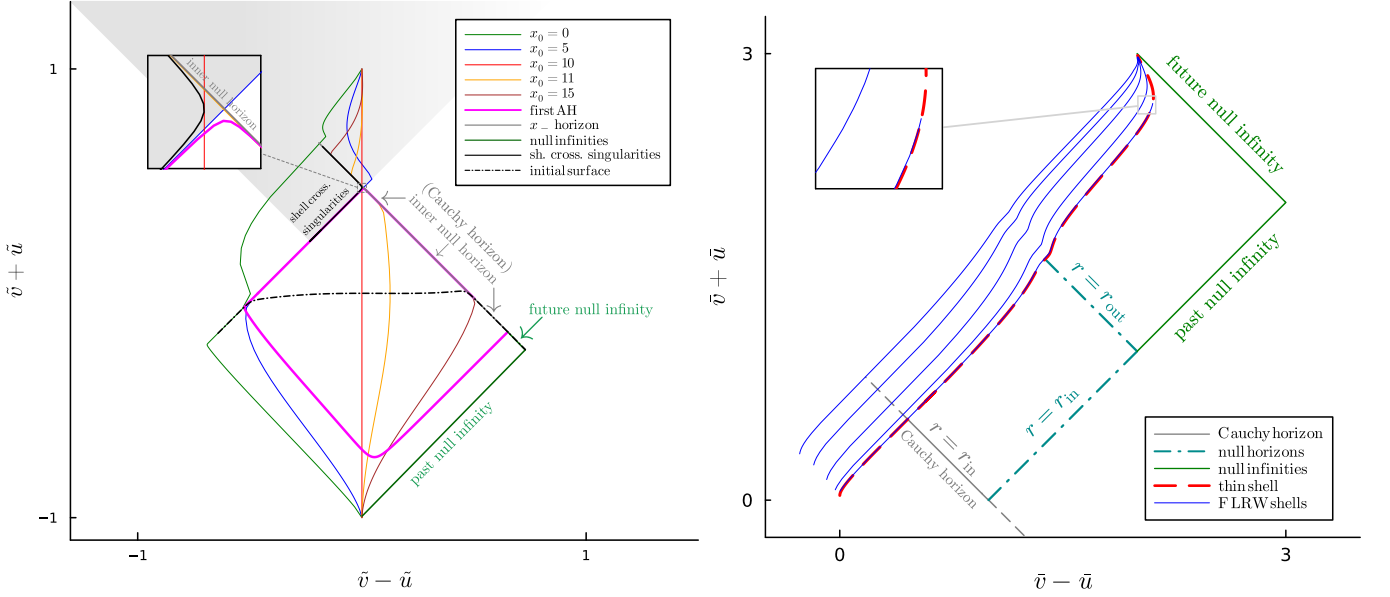 1
−1
−1
1
ṽ + ũ
ṽ − ũ
inner null horizon
x₀ = 0
x₀ = 5
x₀ = 10
x₀ = 11
x₀ = 15
first AH
x₋ horizon
null infinities
sh. cross. singularities
initial surface
shell cross.
singularities
(Cauchy horizon)
inner null horizon
future null infinity
past null infinity
3
0
0
3
v̄ + ū
v̄ − ū
future null infinity
past null infinity
r = r_out
r = r_in
r = r_in
Cauchy horizon
Cauchy horizon
null horizons
null infinities
thin shell
FLRW shells